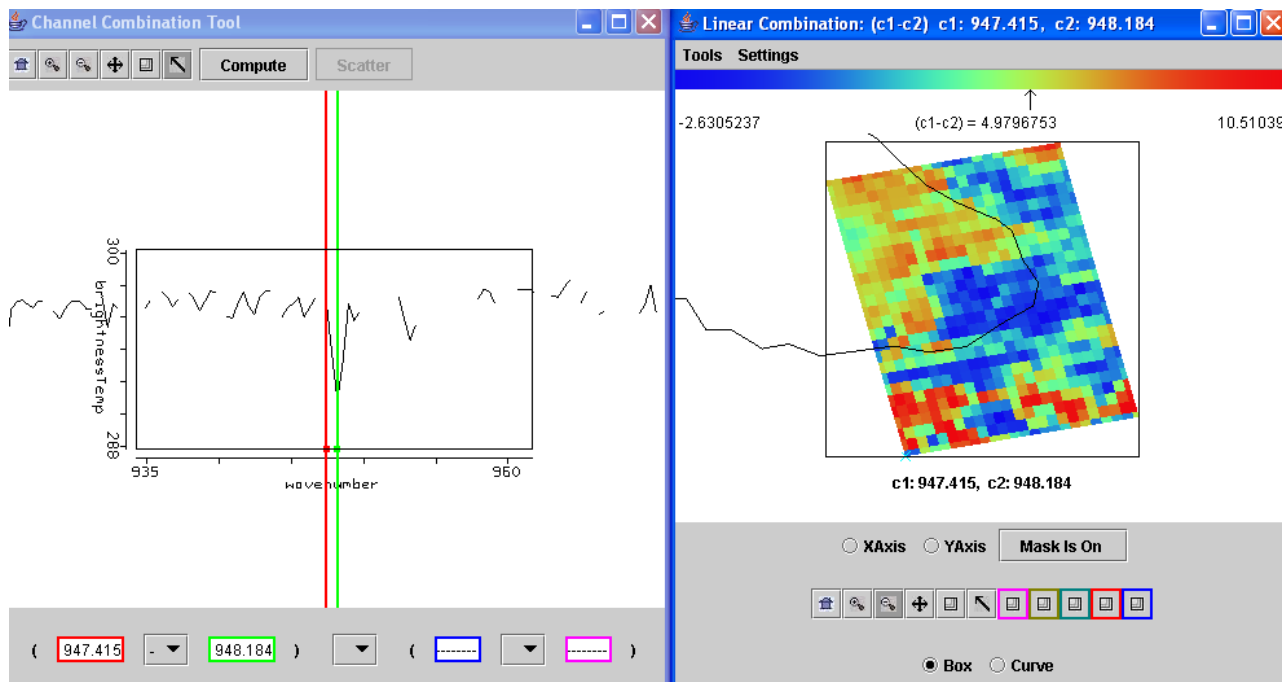 Channel Combination Tool
Compute Scatter
300
brightnessTemp
288
935 960
wavenumber
( 947.415 - 948.184 ) ( -------- -------- )
Linear Combination: (c1-c2) c1: 947.415, c2: 948.184
Tools Settings
-2.6305237 (c1-c2) = 4.9796753 10.51039
c1: 947.415, c2: 948.184
XAxis YAxis Mask Is On
Box Curve